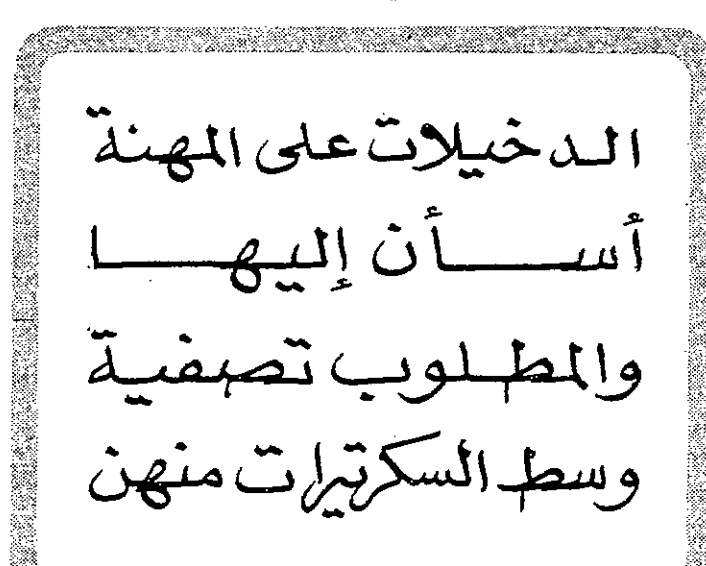 الدخيلات على المهنة
أسأن إليها
والمطلوب تصفية
وسط السكرتيرات منهن